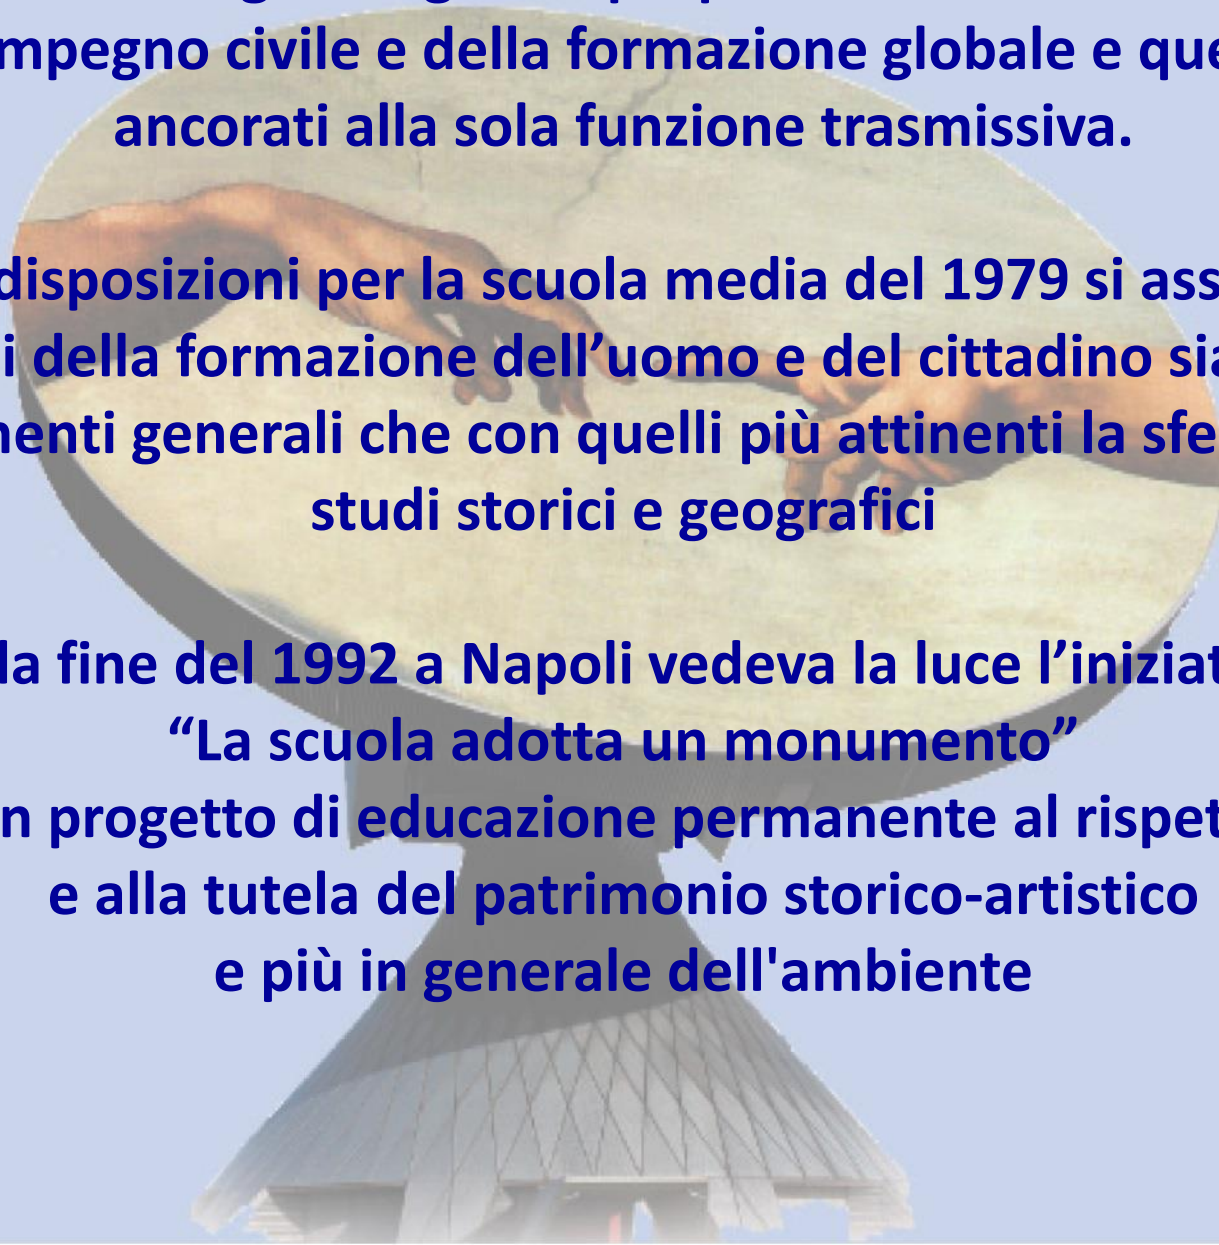 mpegno civile e della formazione globale e que
ancorati alla sola funzione trasmissiva.
disposizioni per la scuola media del 1979 si ass
i della formazione dell’uomo e del cittadino sia
menti generali che con quelli più attinenti la sfe
studi storici e geografici
la fine del 1992 a Napoli vedeva la luce l’iniziat
“La scuola adotta un monumento”
n progetto di educazione permanente al rispet
e alla tutela del patrimonio storico-artistico
e più in generale dell'ambiente